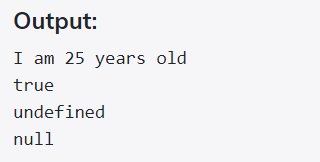 Output:
I am 25 years old
true
undefined
null